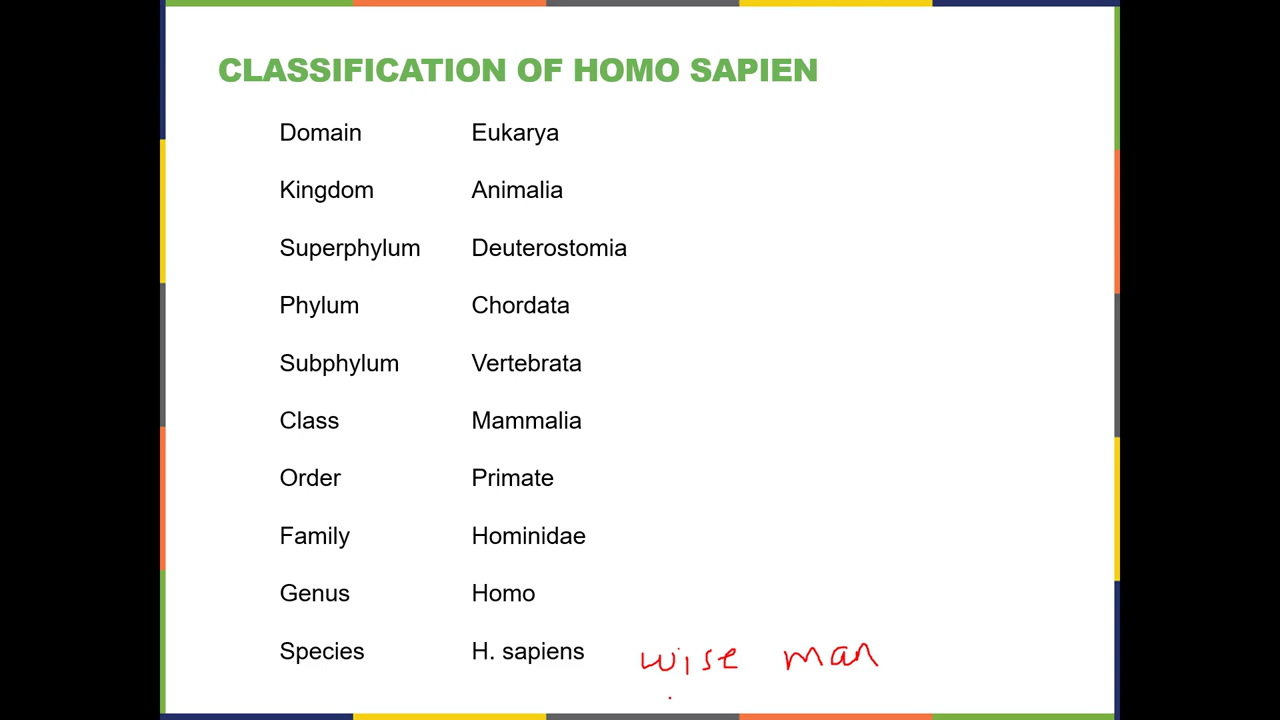 CLASSIFICATION OF HOMO SAPIEN
Domain Eukarya
Kingdom Animalia
Superphylum Deuterostomia
Phylum Chordata
Subphylum Vertebrata
Class Mammalia
Order Primate
Family Hominidae
Genus Homo
Species H. sapiens wise man